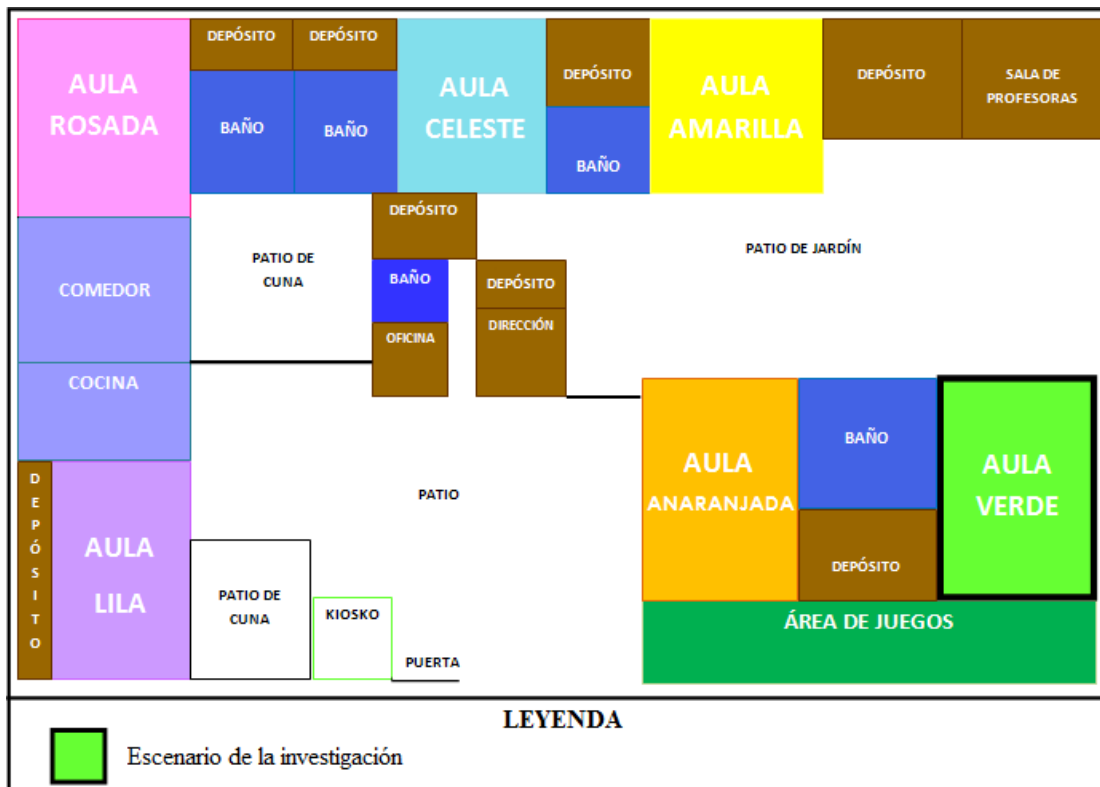 AULA
ROSADA
DEPÓSITO
DEPÓSITO
BAÑO
BAÑO
AULA
CELESTE
DEPÓSITO
BAÑO
AULA
AMARILLA
DEPÓSITO
SALA DE
PROFESORAS
COMEDOR
PATIO DE
CUNA
DEPÓSITO
BAÑO
OFICINA
DEPÓSITO
DIRECCIÓN
PATIO DE JARDÍN
COCINA
DEPÓSITO
AULA
LILA
PATIO
PATIO DE
CUNA
KIOSKO
PUERTA
AULA
ANARANJADA
BAÑO
DEPÓSITO
AULA
VERDE
ÁREA DE JUEGOS
LEYENDA
Escenario de la investigación